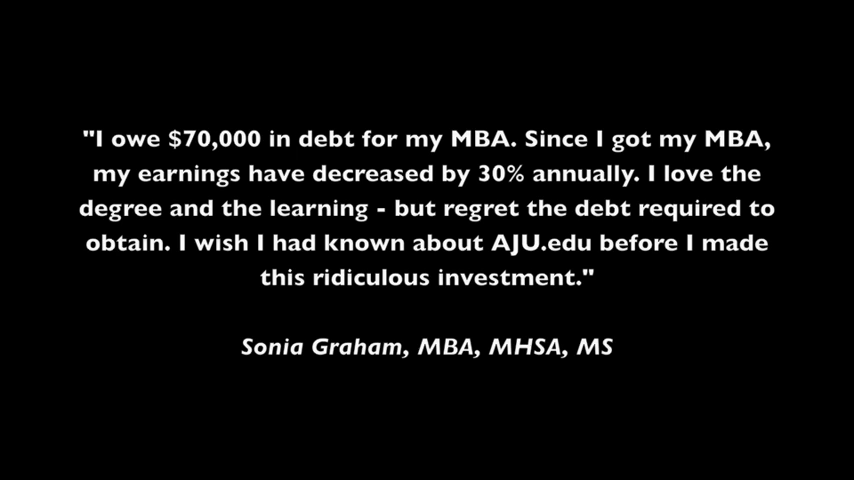 "I owe $70,000 in debt for my MBA. Since I got my MBA,
my earnings have decreased by 30% annually. I love the
degree and the learning - but regret the debt required to
obtain. I wish I had known about AJU.edu before I made
this ridiculous investment."
Sonia Graham, MBA, MHSA, MS